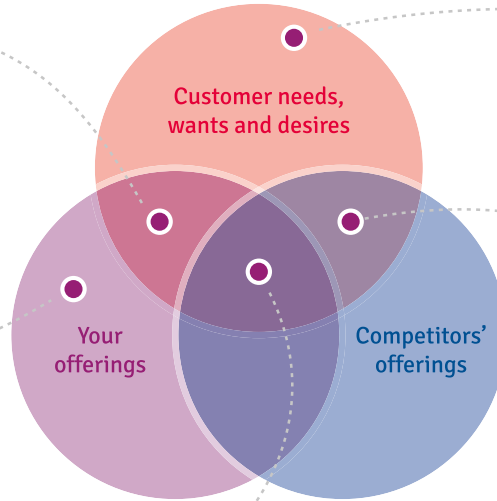 Customer needs,
wants and desires
Your
offerings
Competitors’
offerings